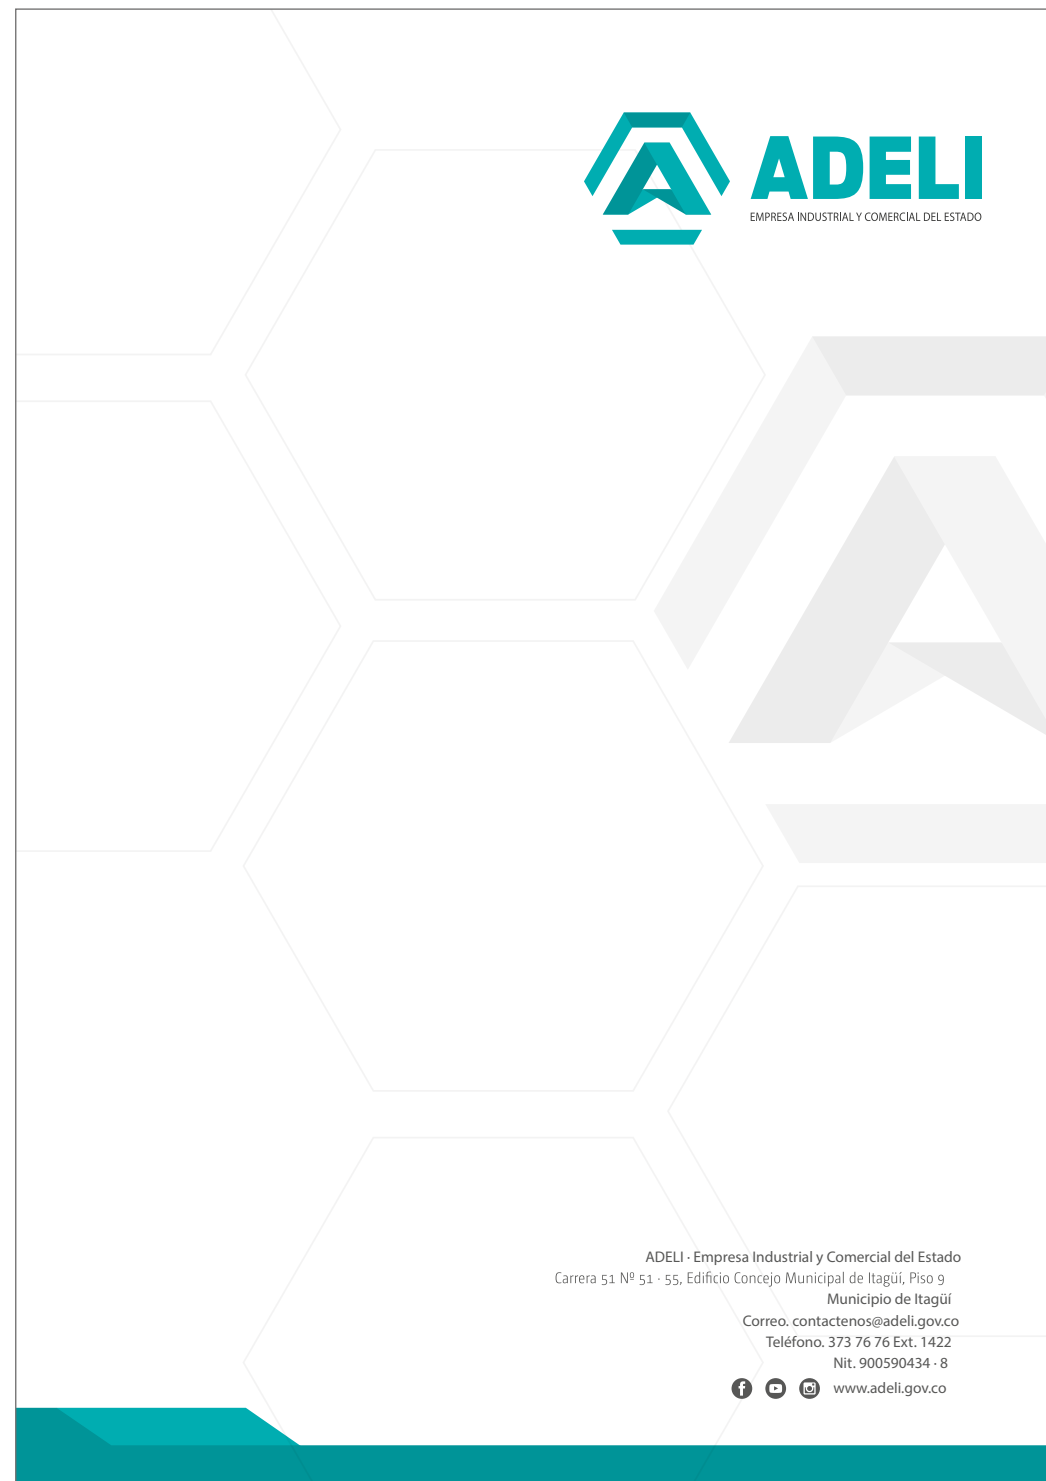 ADELI
EMPRESA INDUSTRIAL Y COMERCIAL DEL ESTADO
ADELI · Empresa Industrial y Comercial del Estado
Carrera 51 Nº 51 · 55, Edificio Concejo Municipal de Itagüí, Piso 9
Municipio de Itagüí
Correo. contactenos@adeli.gov.co
Teléfono. 373 76 76 Ext. 1422
Nit. 900590434 · 8
www.adeli.gov.co